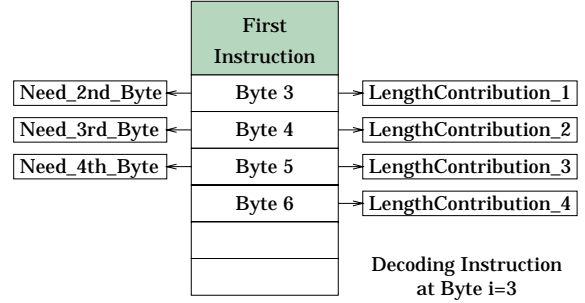 First
Instruction
Need_2nd_Byte Byte 3 LengthContribution_1
Need_3rd_Byte Byte 4 LengthContribution_2
Need_4th_Byte Byte 5 LengthContribution_3
Byte 6 LengthContribution_4
Decoding Instruction
at Byte i=3